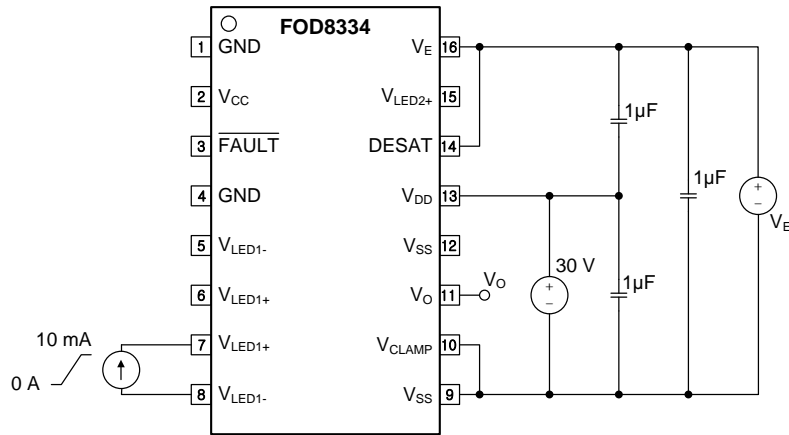 FOD8334
1 GND
2 VCC
3 FAULT
4 GND
5 VLED1-
6 VLED1+
7 VLED1+
8 VLED1-
VE 16
VLED2+ 15
DESAT 14
VDD 13
VSS 12
VO 11
VCLAMP 10
VSS 9
10 mA
0 A
VO
30 V
+
–
1µF
1µF
1µF
+
–
VE